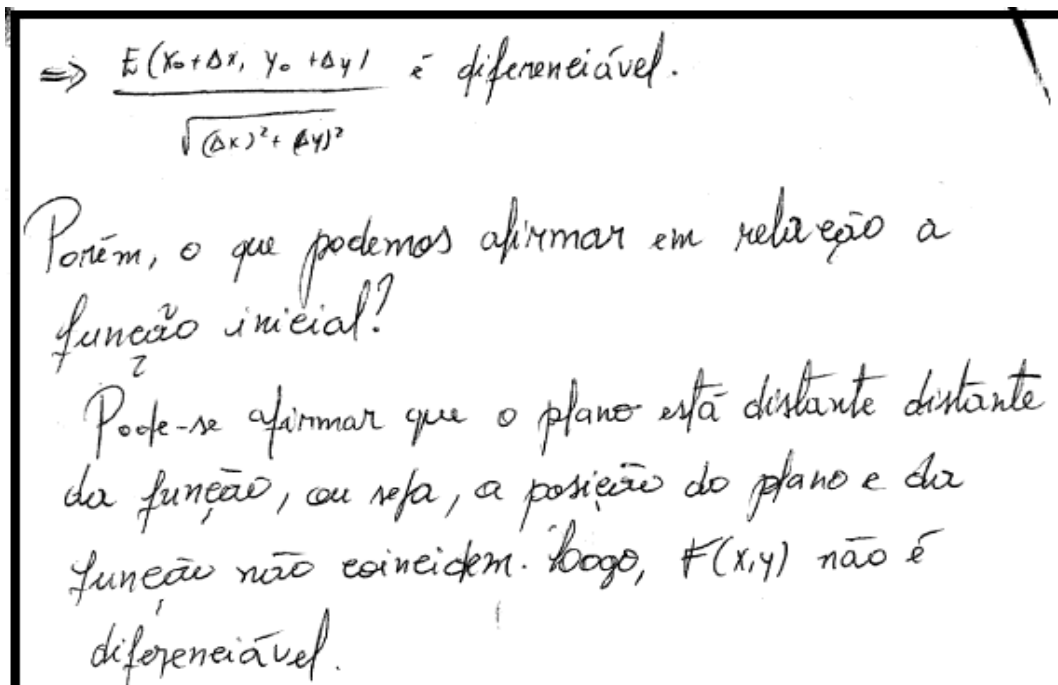 ⇒ E(x₀+Δx, y₀+Δy) é diferenciável.
√(Δx)²+(Δy)²
Porém, o que podemos afirmar em relação a
função inicial?
Pode-se afirmar que o plano está distante distante
da função, ou seja, a posição do plano e da
função não coincidem. Logo, F(x,y) não é
diferenciável.